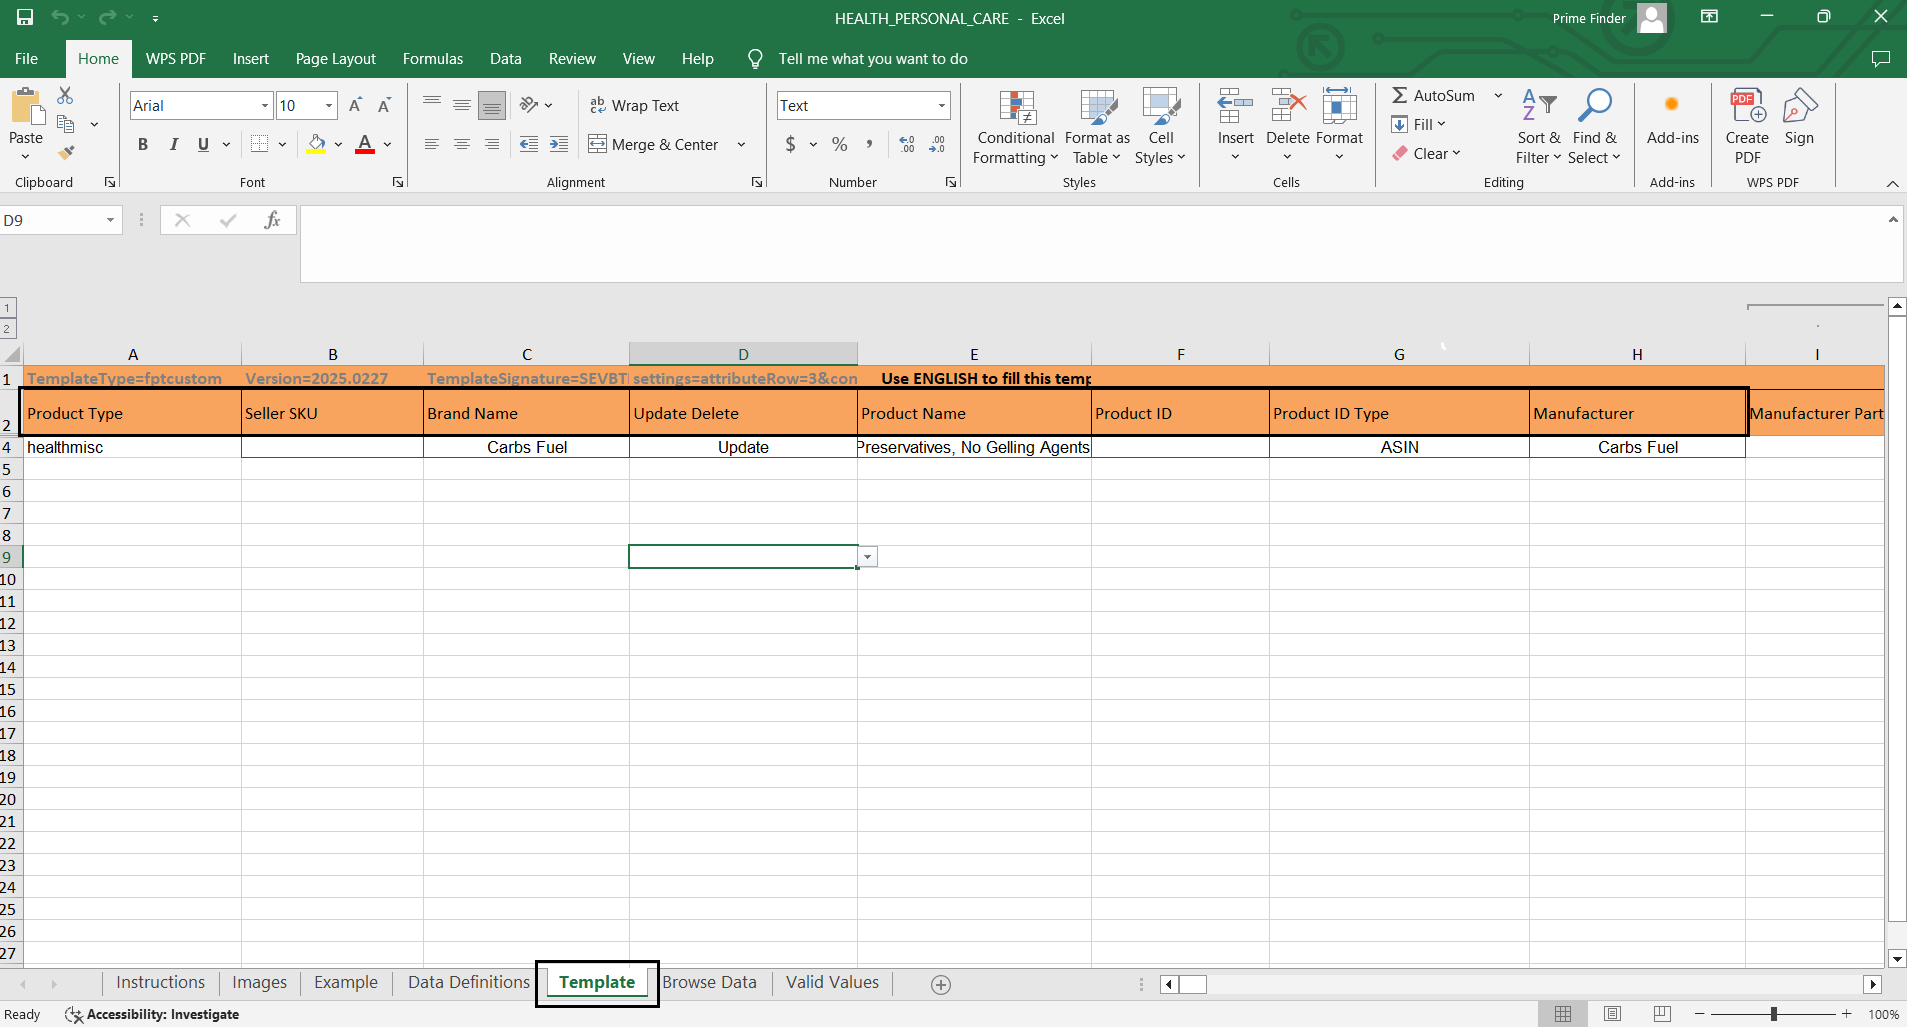 HEALTH_PERSONAL_CARE - Excel
Prime Finder
File Home WPS PDF Insert Page Layout Formulas Data Review View Help Tell me what you want to do
Paste
Clipboard
Arial 10
B I U A
Font
ab Wrap Text
Merge & Center
Alignment
Text
$ %
Number
Conditional Formatting
Format as Table
Cell Styles
Styles
Insert Delete Format
Cells
AutoSum
Fill
Clear
Sort & Filter
Find & Select
Editing
Add-ins
Add-ins
Create PDF
Sign
WPS PDF
D9 fx
1
2
A B C D E F G H I
1 TemplateType=fptcustom Version=2025.0227 TemplateSignature=SEVBT settings=attributeRow=3&con Use ENGLISH to fill this temp
2 Product Type Seller SKU Brand Name Update Delete Product Name Product ID Product ID Type Manufacturer Manufacturer Part
4 healthmisc Carbs Fuel Update Preservatives, No Gelling Agents ASIN Carbs Fuel
5
6
7
8
9
10
11
12
13
14
15
16
17
18
19
20
21
22
23
24
25
26
27
Instructions Images Example Data Definitions Template Browse Data Valid Values
Ready Accessibility: Investigate 100%